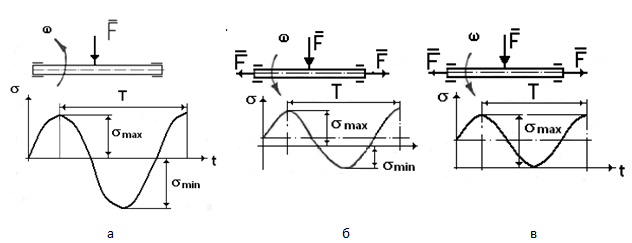 ω F̅
F̅ ω F̅ F̅
F̅ ω F̅ F̅
σ T σmax σmin t
σ T σmax σmin
σ T σmax t
а б в